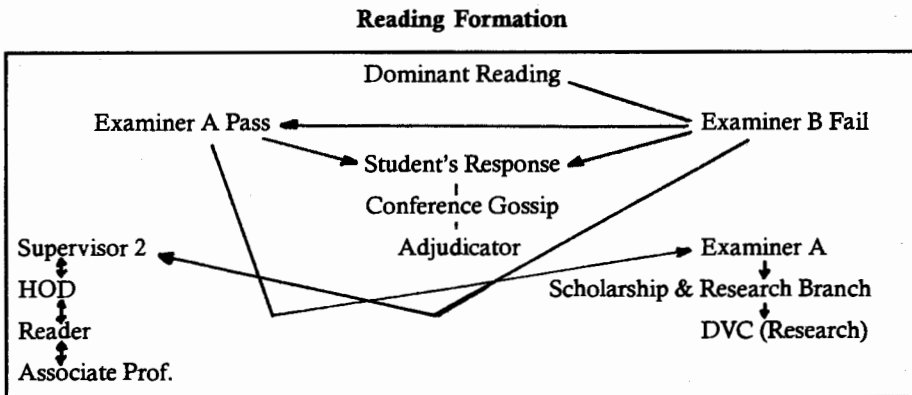 Reading Formation
Dominant Reading
Examiner A Pass
Examiner B Fail
Student's Response
Conference Gossip
Supervisor 2
Adjudicator
Examiner A
HOD
Scholarship & Research Branch
Reader
DVC (Research)
Associate Prof.